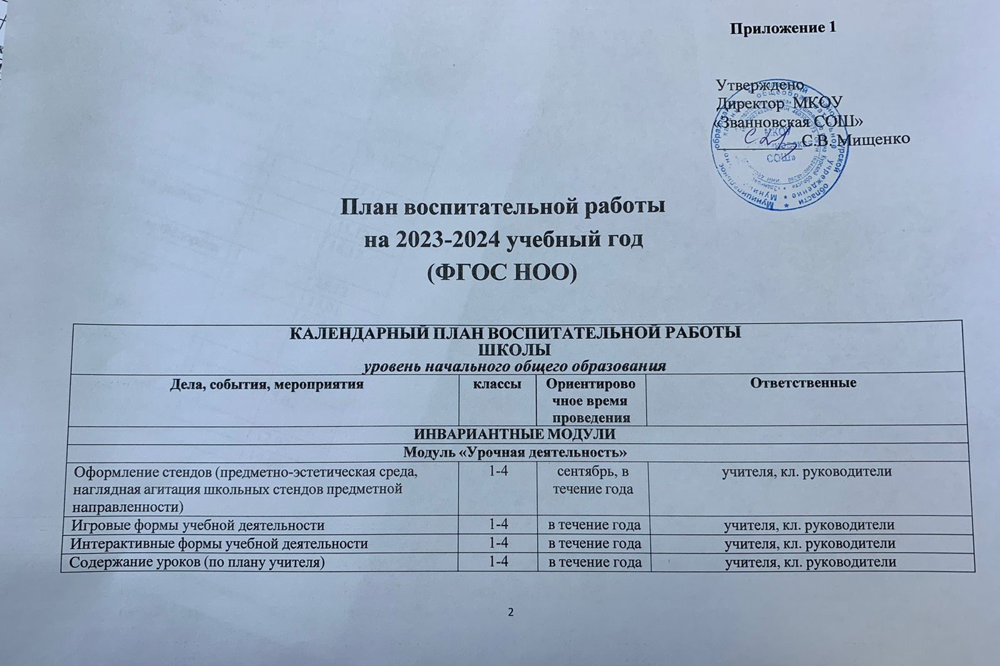 Приложение 1
Утверждено
Директор МКОУ
«Званновская СОШ»
С.В. Мищенко
План воспитательной работы
на 2023-2024 учебный год
(ФГОС НОО)
КАЛЕНДАРНЫЙ ПЛАН ВОСПИТАТЕЛЬНОЙ РАБОТЫ
ШКОЛЫ
уровень начального общего образования
Дела, события, мероприятия
классы
Ориентирово
чное время
проведения
Ответственные
ИНВАРИАНТНЫЕ МОДУЛИ
Модуль «Урочная деятельность»
Оформление стендов (предметно-эстетическая среда,
наглядная агитация школьных стендов предметной
направленности)
1-4
сентябрь, в
течение года
учителя, кл. руководители
Игровые формы учебной деятельности
1-4
в течение года
учителя, кл. руководители
Интерактивные формы учебной деятельности
1-4
в течение года
учителя, кл. руководители
Содержание уроков (по плану учителя)
1-4
в течение года
учителя, кл. руководители
2